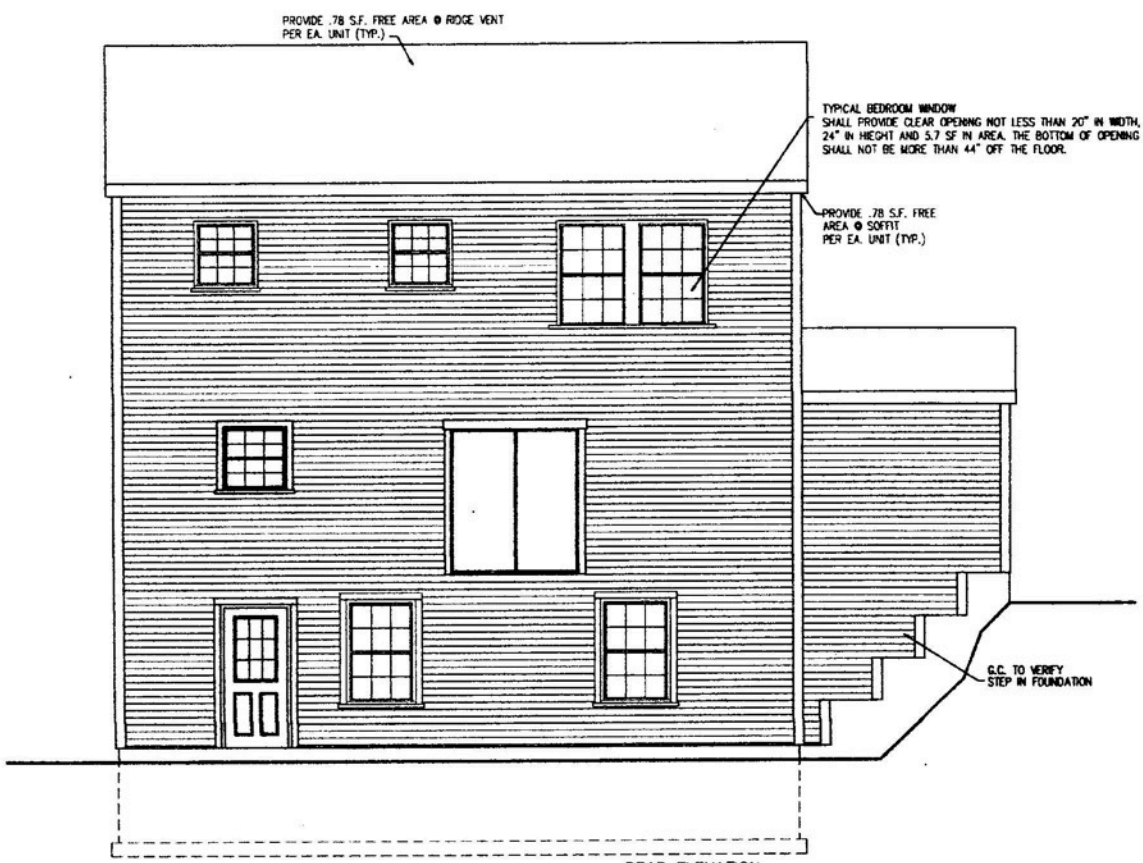 PROVIDE .78 S.F. FREE AREA @ RIDGE VENT
PER EA. UNIT (TYP.)
TYPICAL BEDROOM WINDOW
SHALL PROVIDE CLEAR OPENING NOT LESS THAN 20" IN WIDTH,
24" IN HIEGHT AND 5.7 SF IN AREA. THE BOTTOM OF OPENING
SHALL NOT BE MORE THAN 44" OFF THE FLOOR.
PROVIDE .78 S.F. FREE
AREA @ SOFFIT
PER EA. UNIT (TYP.)
G.C. TO VERIFY
STEP IN FOUNDATION
REAR ELEVATION